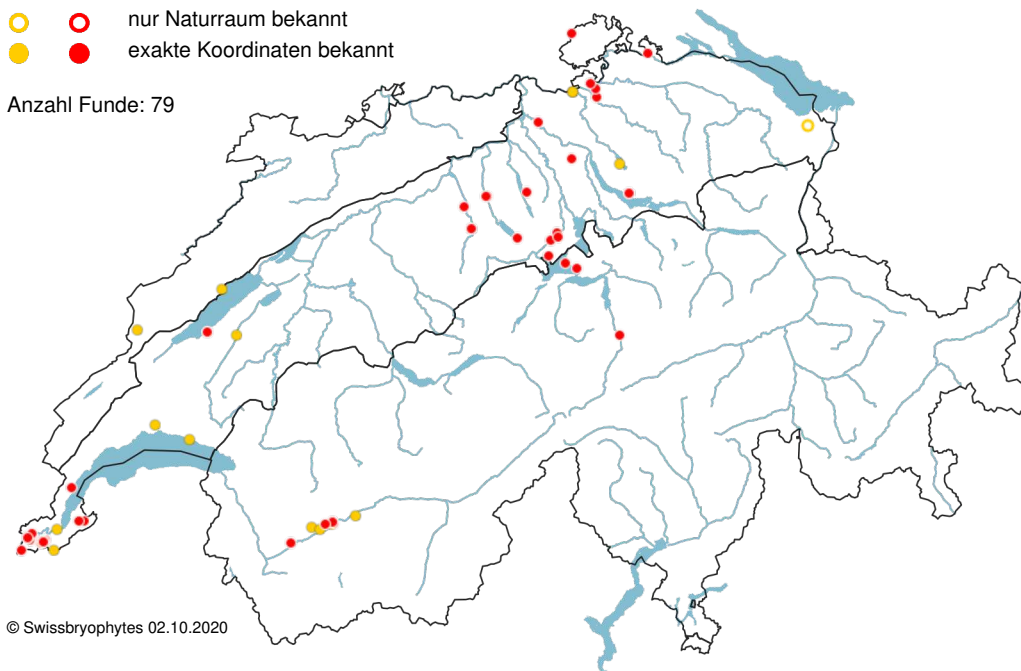 nur Naturraum bekannt
exakte Koordinaten bekannt
Anzahl Funde: 79
© Swissbryophytes 02.10.2020